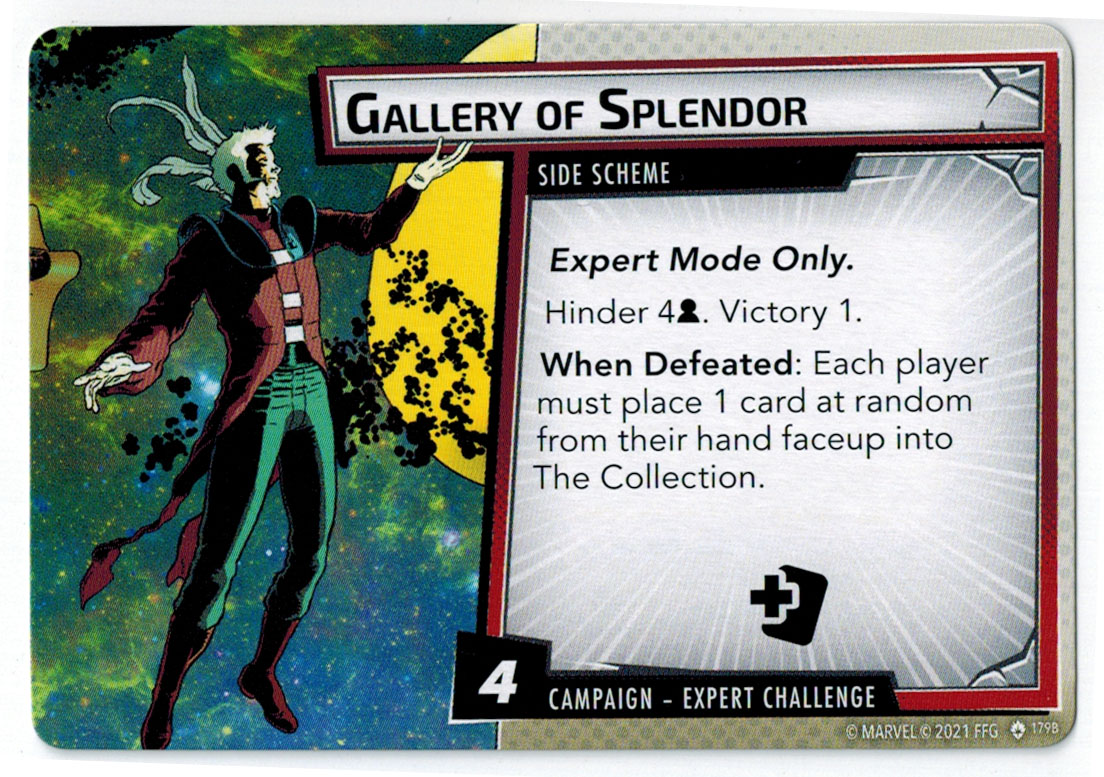 GALLERY OF SPLENDOR
SIDE SCHEME
Expert Mode Only.
Hinder 4. Victory 1.
When Defeated: Each player
must place 1 card at random
from their hand faceup into
The Collection.
4
CAMPAIGN – EXPERT CHALLENGE
© MARVEL © 2021 FFG 179B